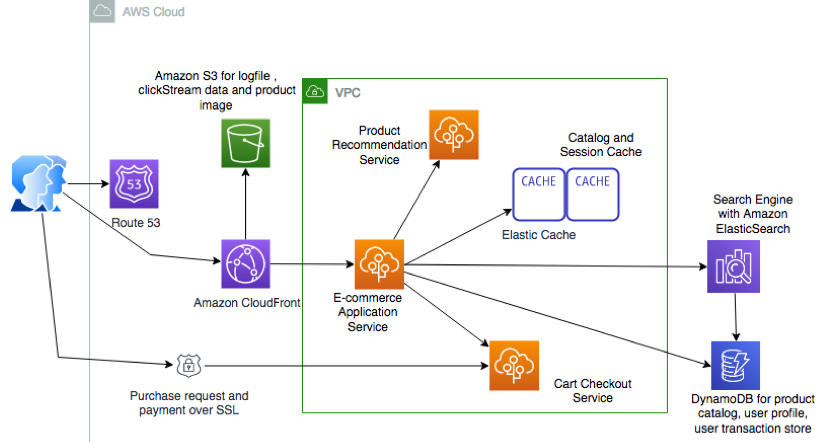 AWS Cloud
Amazon S3 for logfile ,
clickStream data and product
image
VPC
Product
Recommendation
Service
Catalog and
Session Cache
CACHE
CACHE
53
Route 53
Elastic Cache
Search Engine
with Amazon
ElasticSearch
Amazon CloudFront
E-commerce
Application
Service
Purchase request and
payment over SSL
Cart Checkout
Service
DynamoDB for product
catalog, user profile,
user transaction store